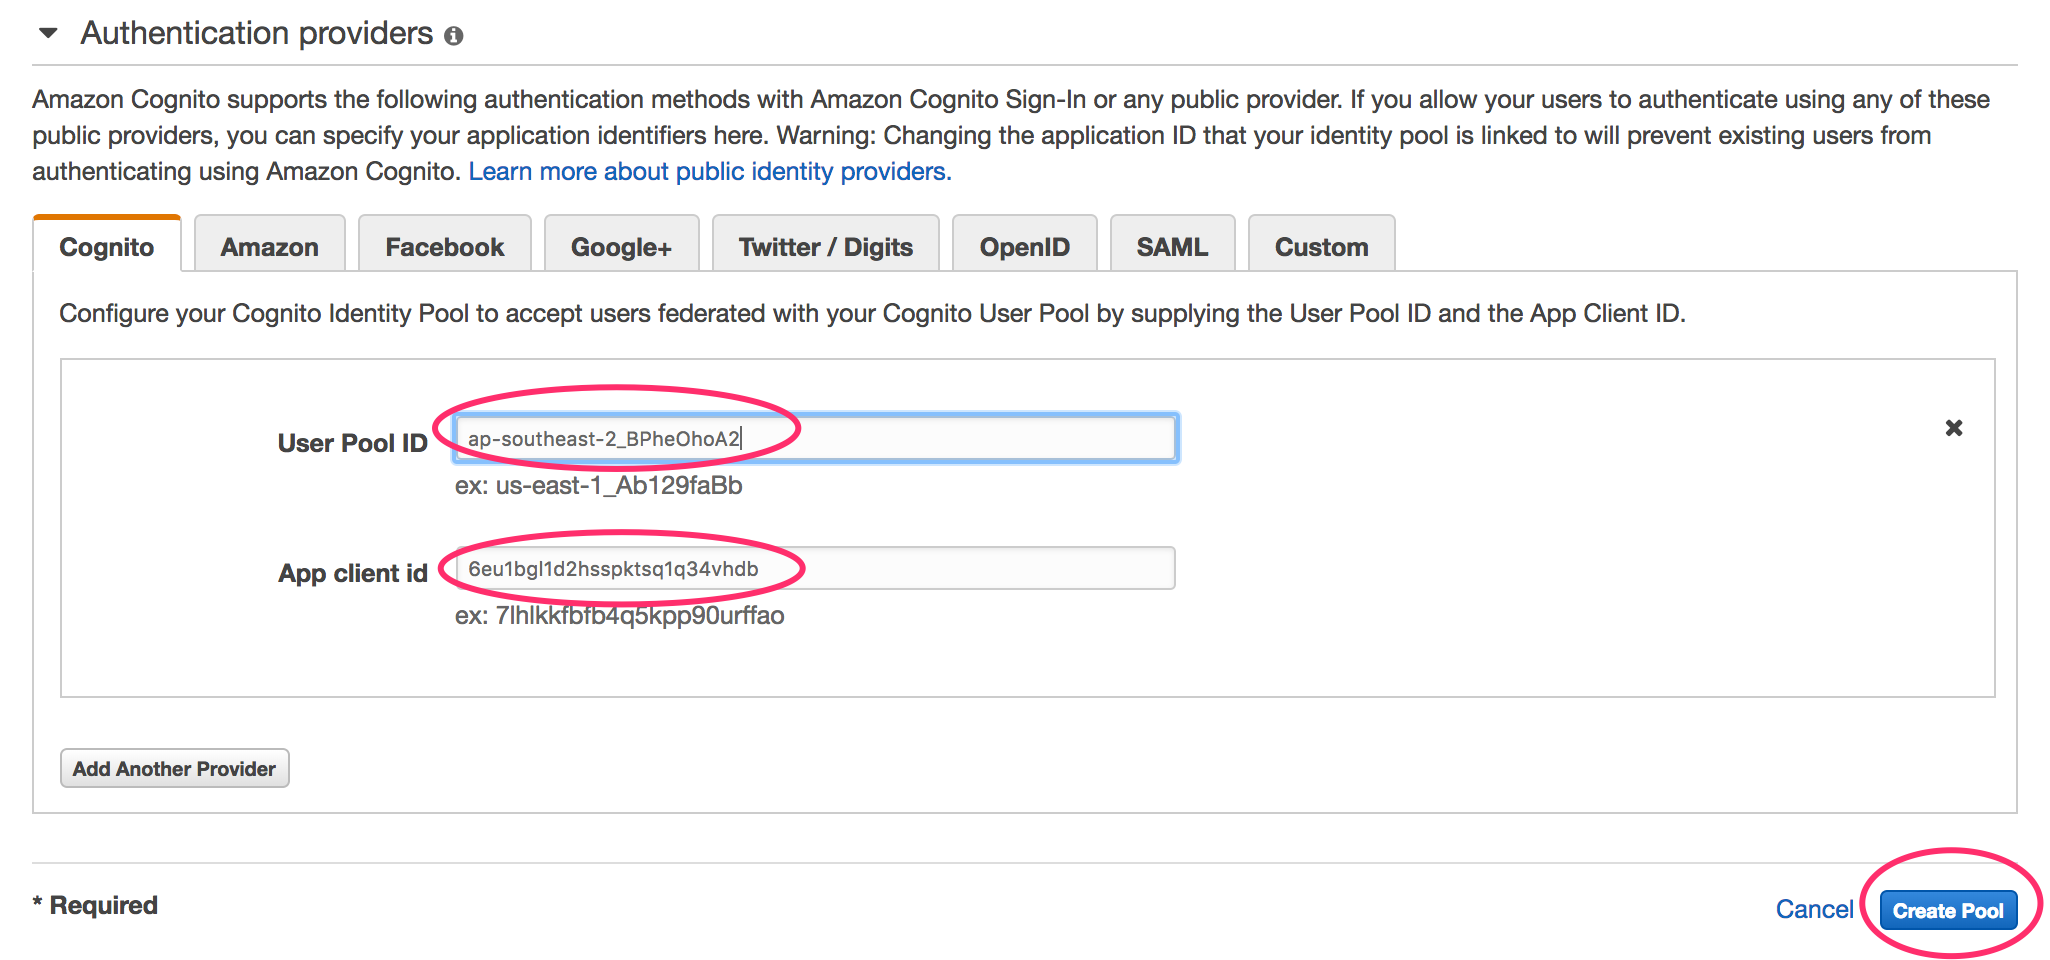 Authentication providers
Amazon Cognito supports the following authentication methods with Amazon Cognito Sign-In or any public provider. If you allow your users to authenticate using any of these
public providers, you can specify your application identifiers here. Warning: Changing the application ID that your identity pool is linked to will prevent existing users from
authenticating using Amazon Cognito. Learn more about public identity providers.
Cognito Amazon Facebook Google+ Twitter / Digits OpenID SAML Custom
Configure your Cognito Identity Pool to accept users federated with your Cognito User Pool by supplying the User Pool ID and the App Client ID.
User Pool ID ap-southeast-2_BPheOhoA2
ex: us-east-1_Ab129faBb
App client id 6eu1bgl1d2hsspktsq1q34vhdb
ex: 7lhlkkfbfb4q5kpp90urffao
Add Another Provider
* Required
Cancel Create Pool